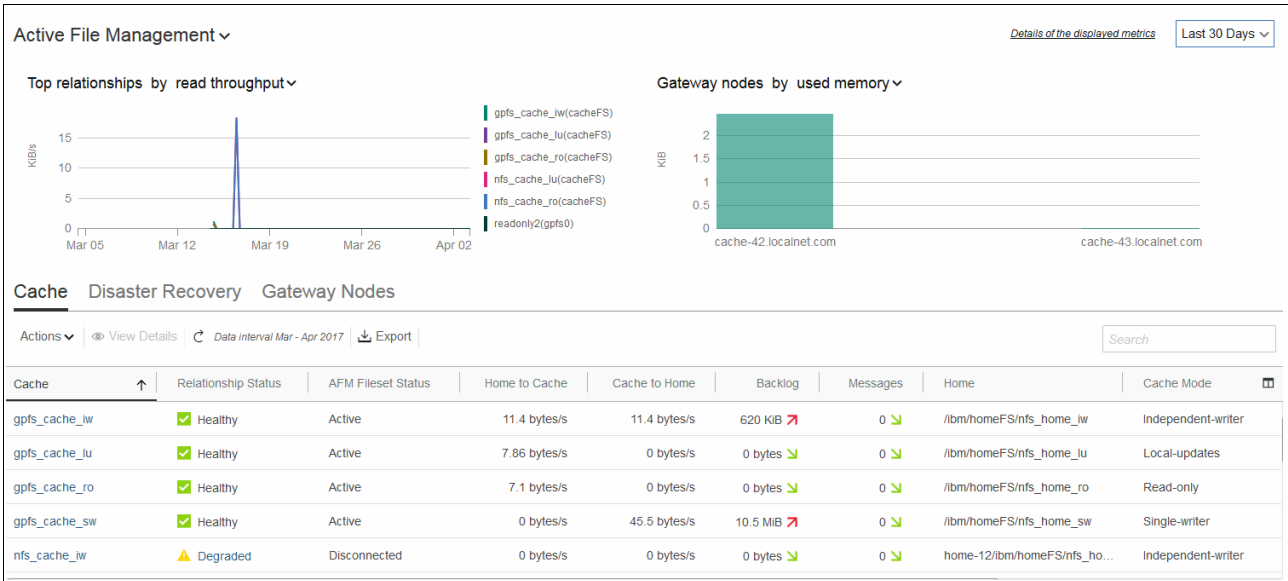 Active File Management
Details of the displayed metrics
Last 30 Days
Top relationships by read throughput
KiB/s
15
10
5
0
Mar 05 Mar 12 Mar 19 Mar 26 Apr 02
gpfs_cache_iw(cacheFS)
gpfs_cache_lu(cacheFS)
gpfs_cache_ro(cacheFS)
nfs_cache_lu(cacheFS)
nfs_cache_ro(cacheFS)
readonly2(gpfs0)
Gateway nodes by used memory
KiB
2
1.5
1
0.5
0
cache-42.localnet.com cache-43.localnet.com
Cache Disaster Recovery Gateway Nodes
Actions View Details Data interval Mar - Apr 2017 Export Search
Cache Relationship Status AFM Fileset Status Home to Cache Cache to Home Backlog Messages Home Cache Mode
gpfs_cache_iw Healthy Active 11.4 bytes/s 11.4 bytes/s 620 KiB 0 /ibm/homeFS/nfs_home_iw Independent-writer
gpfs_cache_lu Healthy Active 7.86 bytes/s 0 bytes/s 0 bytes 0 /ibm/homeFS/nfs_home_lu Local-updates
gpfs_cache_ro Healthy Active 7.1 bytes/s 0 bytes/s 0 bytes 0 /ibm/homeFS/nfs_home_ro Read-only
gpfs_cache_sw Healthy Active 0 bytes/s 45.5 bytes/s 10.5 MiB 0 /ibm/homeFS/nfs_home_sw Single-writer
nfs_cache_iw Degraded Disconnected 0 bytes/s 0 bytes/s 0 bytes 0 home-12/ibm/homeFS/nfs_ho... Independent-writer